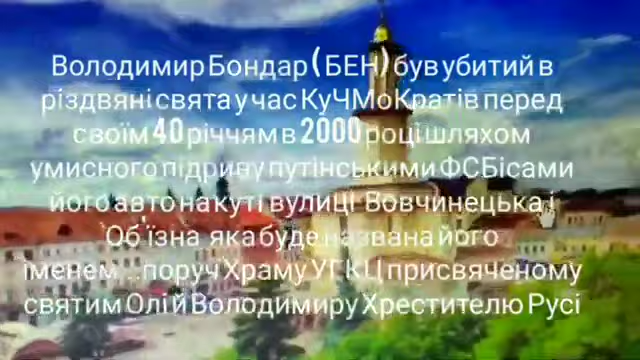 Володимир Бондар ( БЕН) був убитий в
різдвяні свята у час КуЧМоКратів перед
своїм 40 річчям в 2000 році шляхом
умисного підриву путінськими ФСБісами
його авто на куті вулиці Вовчинецька і
Об'їзна яка буде названа його
іменем ...поруч Храму УГКЦ присвяченому
святим Олі й Володимиру Хрестителю Русі